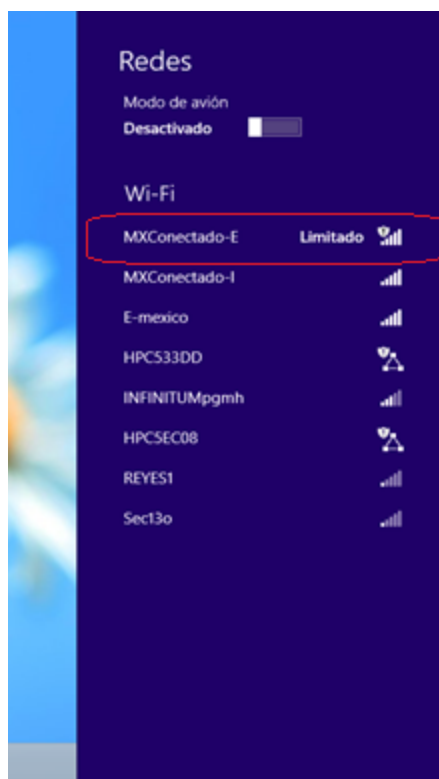 Redes
Modo de avión
Desactivado
Wi-Fi
MXConectado-E Limitado
MXConectado-I
E-mexico
HPC533DD
INFINITUMpgmh
HPC5EC08
REYES1
Sec13o